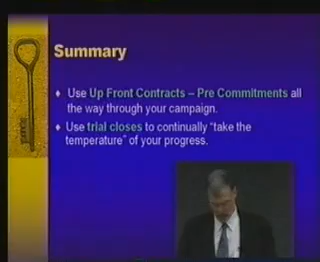 Summary
Use Up Front Contracts – Pre Commitments all
the way through your campaign.
Use trial closes to continually “take the
temperature” of your progress.